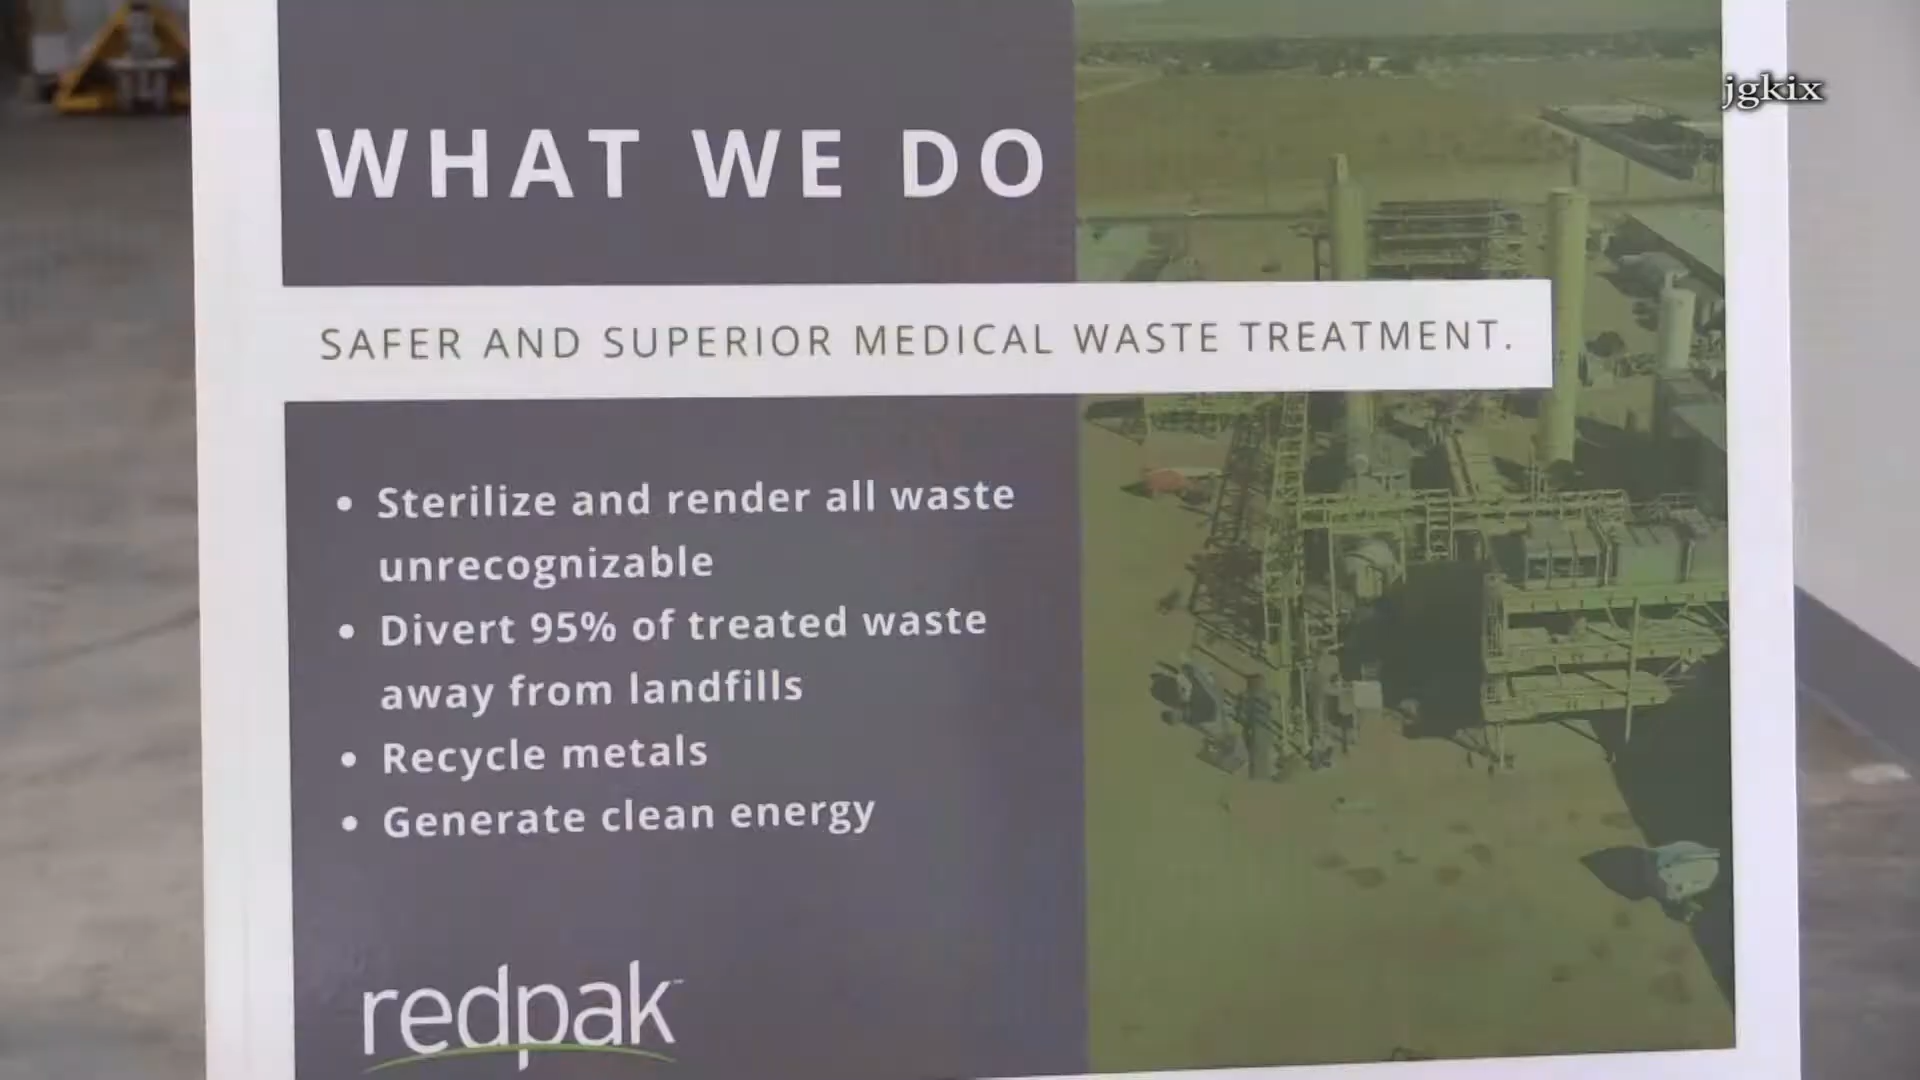 jgkix
WHAT WE DO
SAFER AND SUPERIOR MEDICAL WASTE TREATMENT.
• Sterilize and render all waste
unrecognizable
• Divert 95% of treated waste
away from landfills
• Recycle metals
• Generate clean energy
redpak™